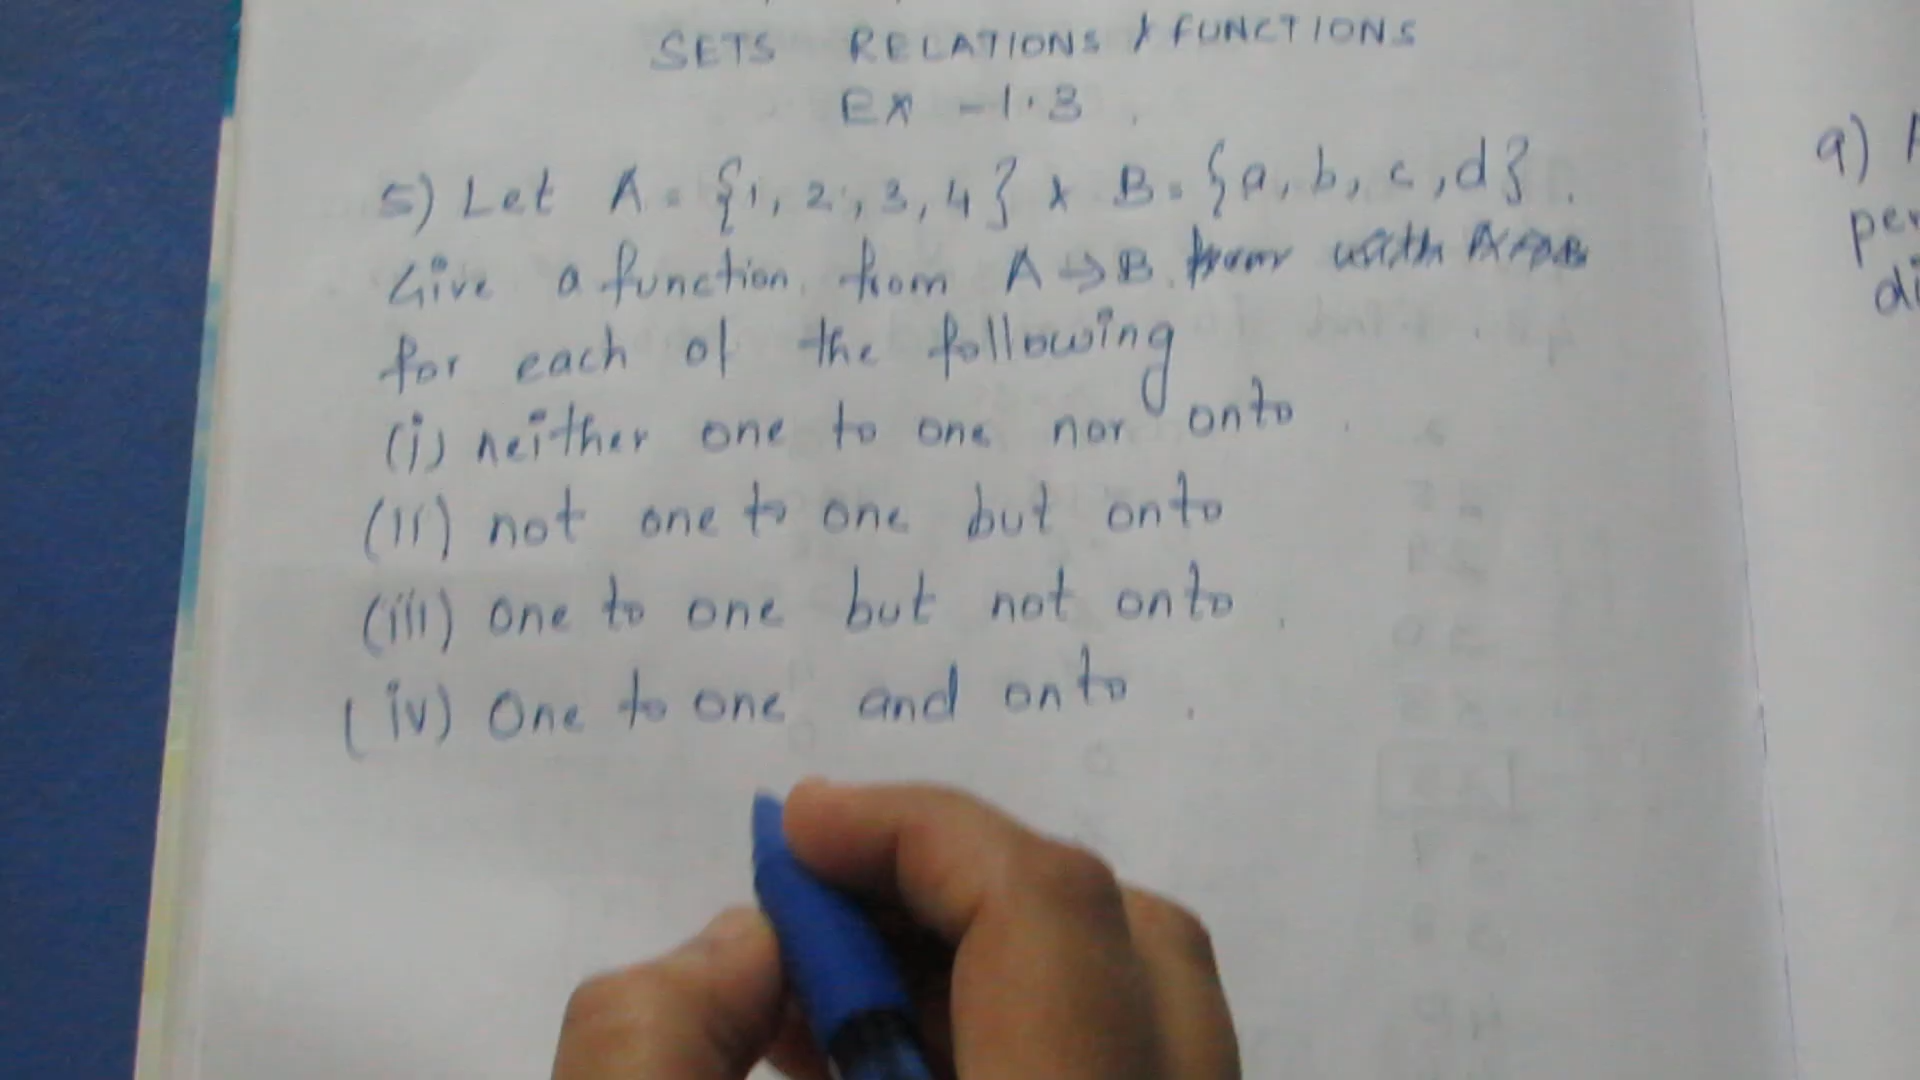 SETS RELATIONS & FUNCTIONS
Ex - 1.3
5) Let A = {1, 2, 3, 4} & B = {a, b, c, d}.
Give a function from A → B
for each of the following
(i) neither one to one nor onto.
(ii) not one to one but onto
(iii) one to one but not onto.
(iv) One to one and onto.
9)
per
di